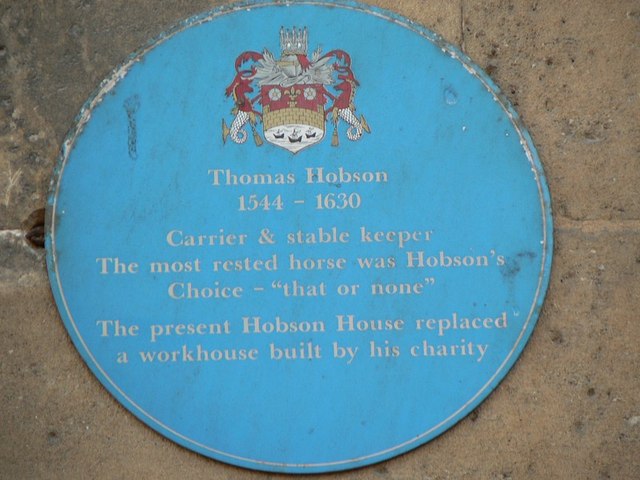 Thomas Hobson
1544 - 1630
Carrier & stable keeper
The most rested horse was Hobson's
Choice - "that or none"
The present Hobson House replaced
a workhouse built by his charity